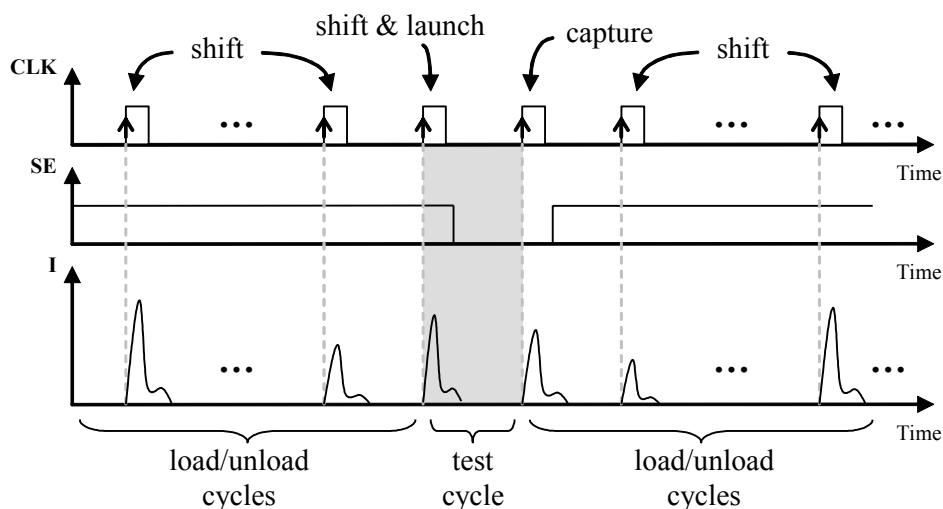 shift & launch
shift
capture
shift
CLK
...
...
...
Time
SE
Time
I
...
...
...
Time
load/unload
cycles
test
cycle
load/unload
cycles